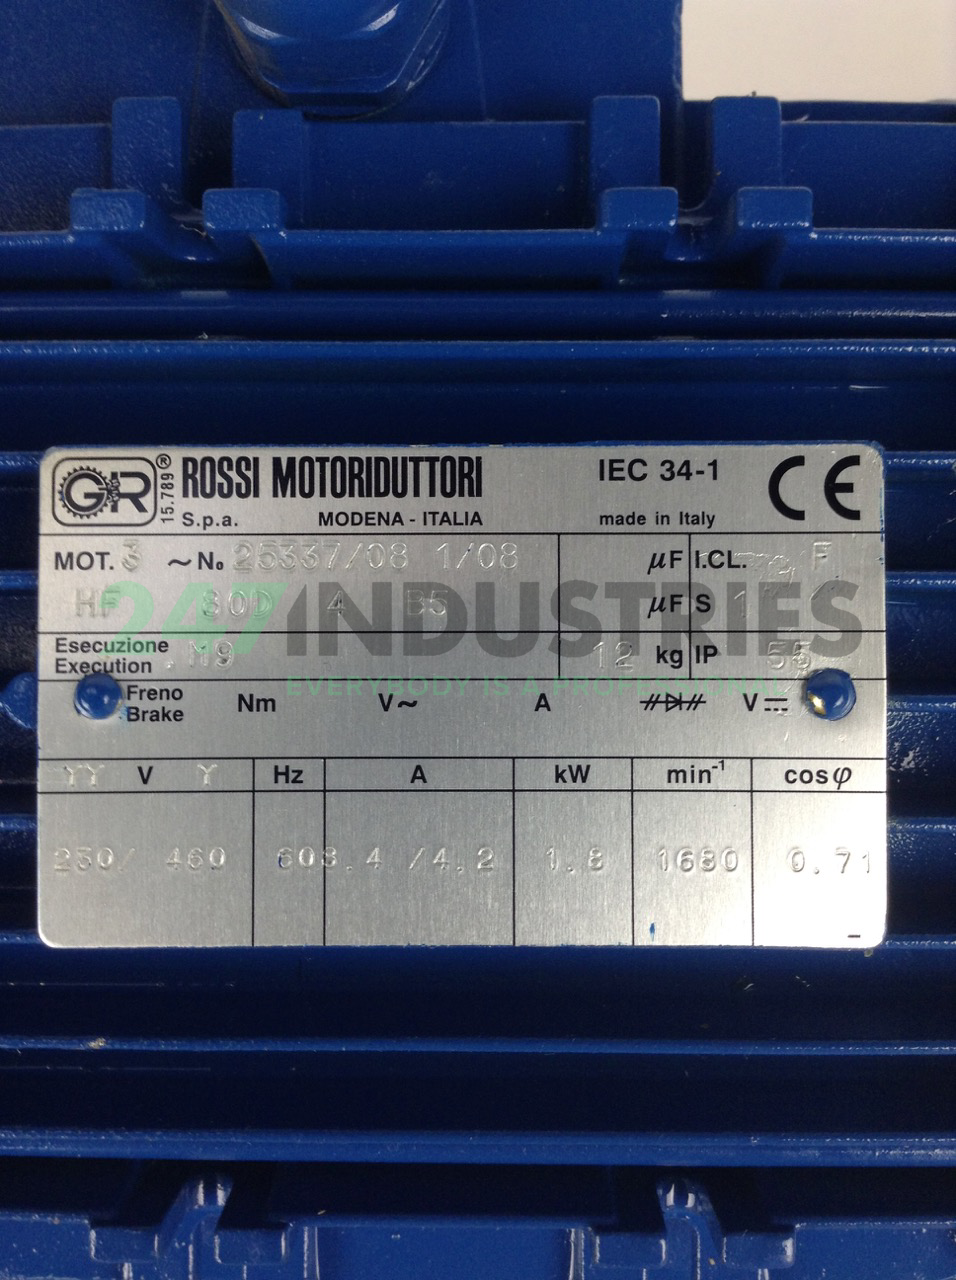 GR ® 15.789 ROSSI MOTORIDUTTORI IEC 34-1 CE
S.p.a. MODENA - ITALIA made in Italy
MOT. 3 ~ No 25337/08 1/08 µF I.CL. F
HF 80D 4 B5 µF S 1
247INDUSTRIES
Esecuzione
Execution .M9 12 kg IP 55
EVERYBODY IS A PROFESSIONAL
Freno
Brake Nm V~ A V
YY V Y Hz A kW min-1 cosφ
230/ 460 60 8.4 /4.2 1.8 1680 0.71